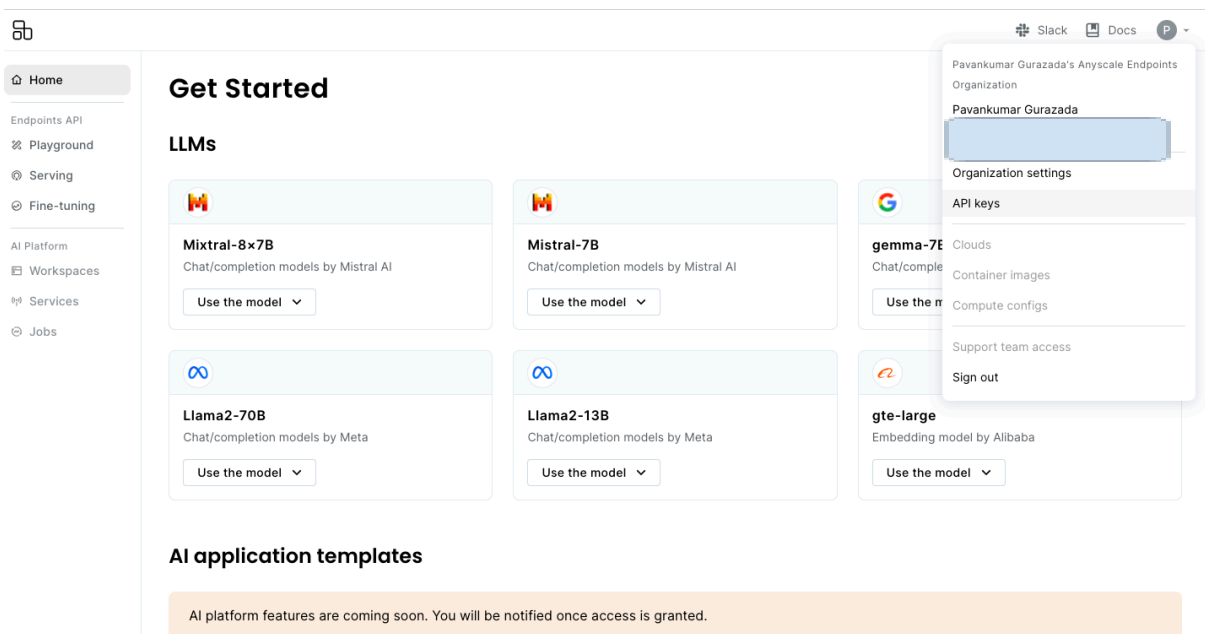 Slack Docs P
Home
Endpoints API
Playground
Serving
Fine-tuning
AI Platform
Workspaces
Services
Jobs
Get Started
LLMs
Mixtral-8x7B
Chat/completion models by Mistral AI
Use the model
Mistral-7B
Chat/completion models by Mistral AI
Use the model
gemma-7B
Chat/comple
Use the m
Llama2-70B
Chat/completion models by Meta
Use the model
Llama2-13B
Chat/completion models by Meta
Use the model
gte-large
Embedding model by Alibaba
Use the model
AI application templates
AI platform features are coming soon. You will be notified once access is granted.
Pavankumar Gurazada's Anyscale Endpoints
Organization
Pavankumar Gurazada
Organization settings
API keys
Clouds
Container images
Compute configs
Support team access
Sign out